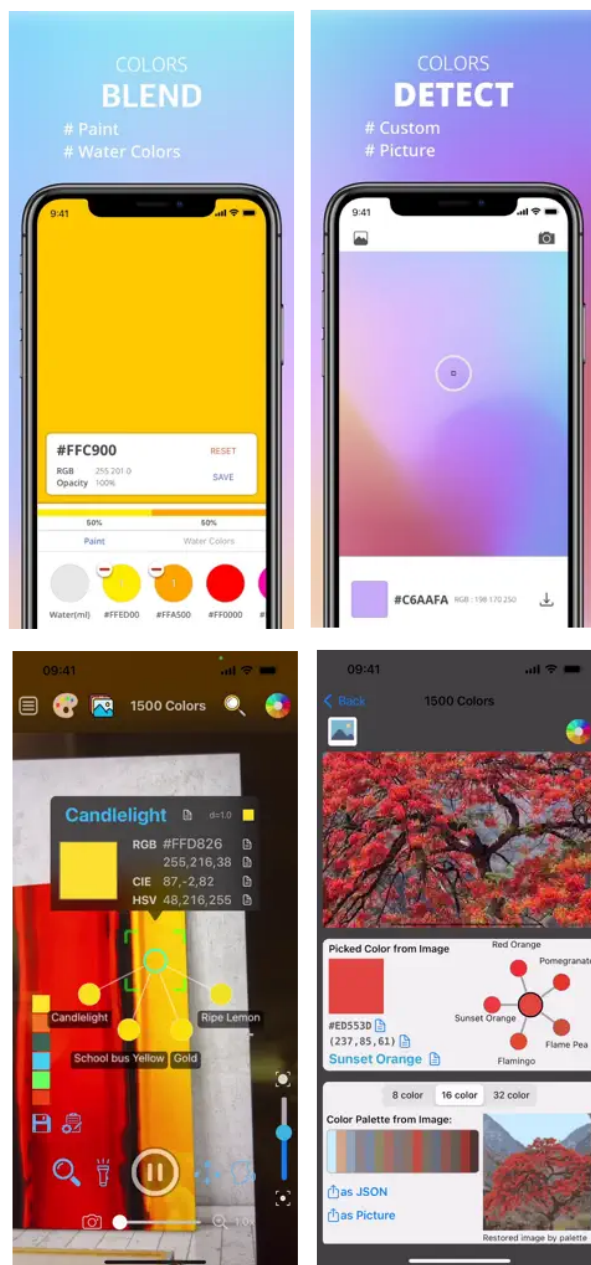 COLORS
BLEND
# Paint
# Water Colors
9:41
#FFC900
RESET
RGB 255 201 0
Opacity 100%
SAVE
50% 50%
Paint Water Colors
1 1
Water(ml) #FFED00 #FFA500 #FF0000
COLORS
DETECT
# Custom
# Picture
9:41
#C6AAFA RGB : 198 170 250
09:41
1500 Colors
Candlelight d=1.0
RGB #FFD826
255,216,38
CIE 87,-2,82
HSV 48,216,255
Candlelight
Ripe Lemon
School bus Yellow
Gold
1.0
09:41
Back 1500 Colors
Picked Color from Image
#ED553D
(237,85,61)
Sunset Orange
Red Orange
Pomegranate
Sunset Orange
Flame Pea
Flamingo
8 color 16 color 32 color
Color Palette from Image:
as JSON
as Picture
Restored image by palette